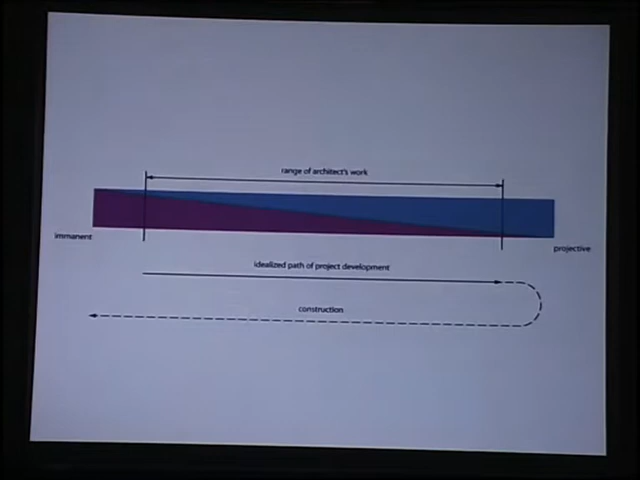 range of architect's work
immanent
projective
idealized path of project development
construction